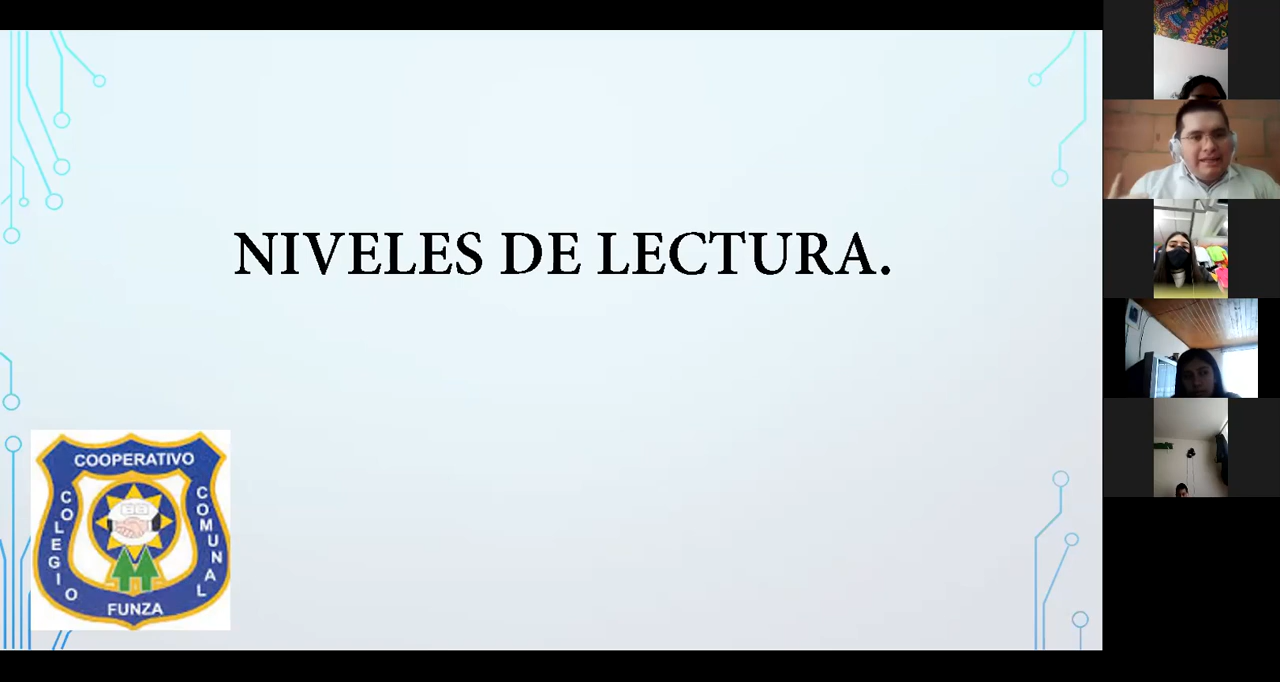 NIVELES DE LECTURA.
COOPERATIVO
COLEGIO
COMUNAL
FUNZA